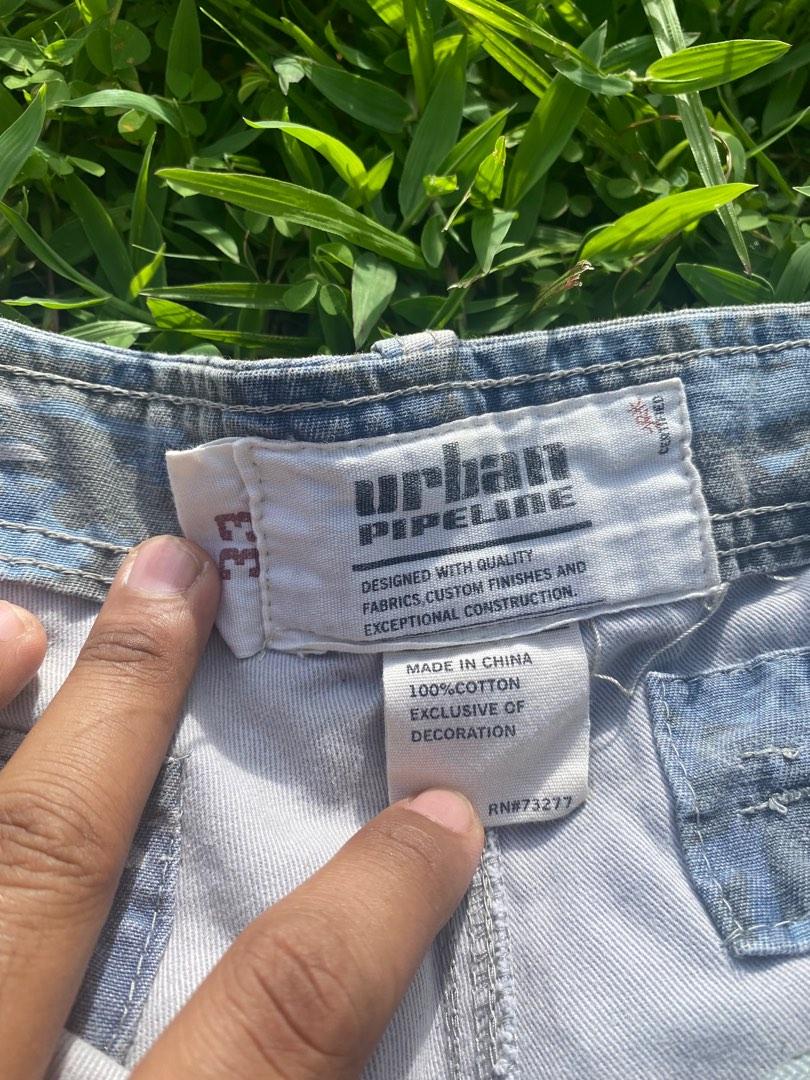 urban
PIPELINE
DESIGNED WITH QUALITY
FABRICS,CUSTOM FINISHES AND
EXCEPTIONAL CONSTRUCTION.
33
MADE IN CHINA
100%COTTON
EXCLUSIVE OF
DECORATION
RN#73277